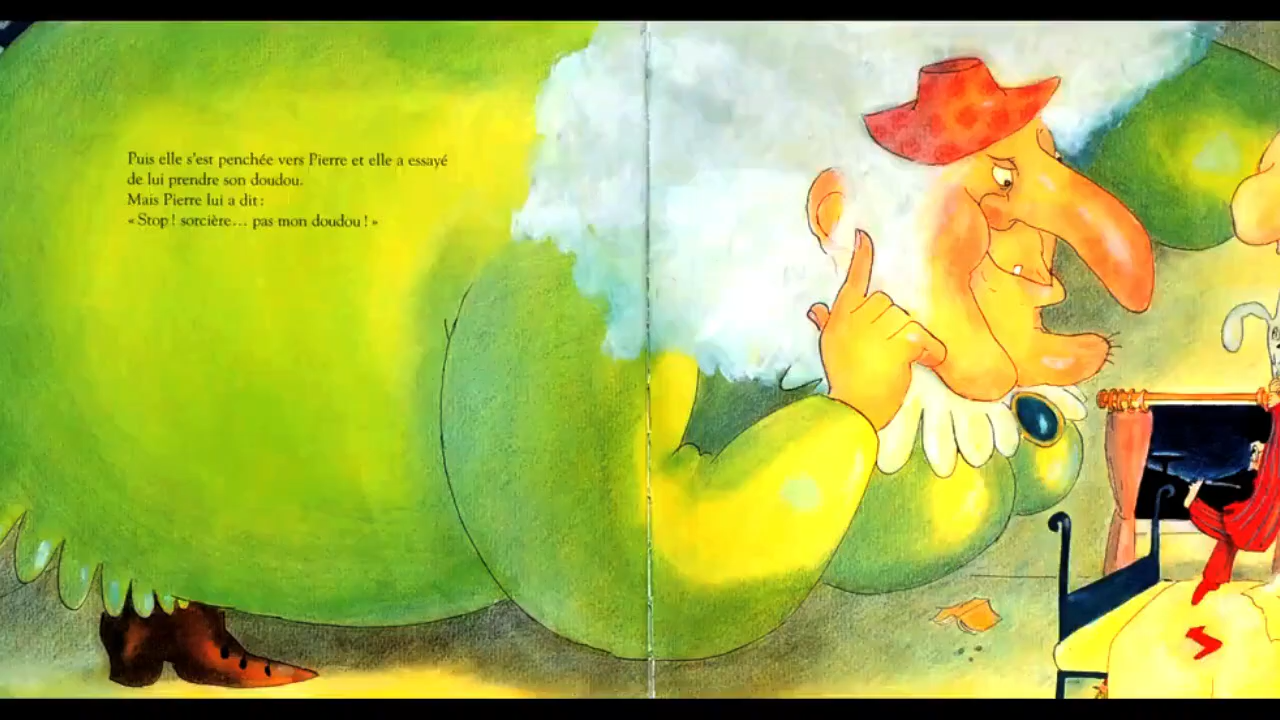 Puis elle s'est penchée vers Pierre et elle a essayé
de lui prendre son doudou.
Mais Pierre lui a dit :
« Stop ! sorcière... pas mon doudou ! »